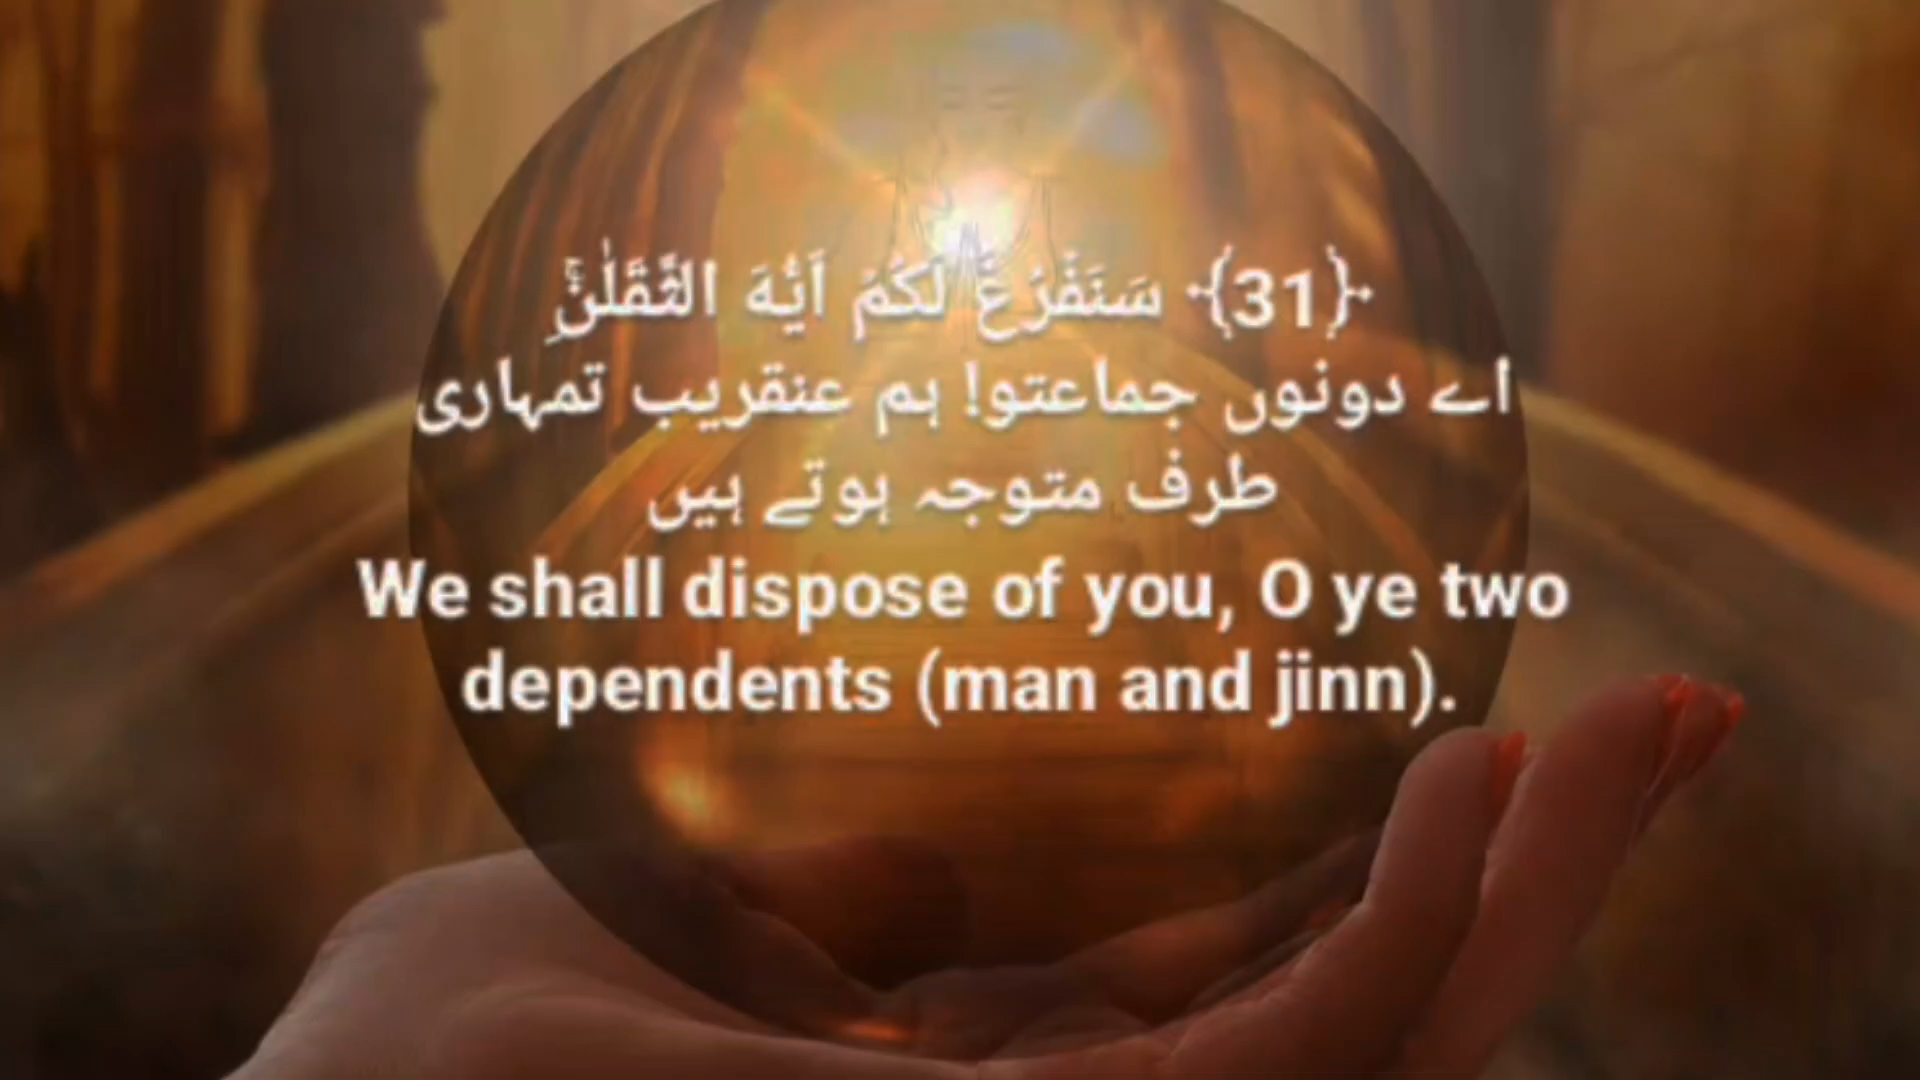 ﴿31﴾ سَنَفْرُغُ لَكُمْ اَیُّهَ الثَّقَلٰنِۚ
اے دونوں جماعتو! ہم عنقریب تمہاری
طرف متوجہ ہوتے ہیں
We shall dispose of you, O ye two
dependents (man and jinn).